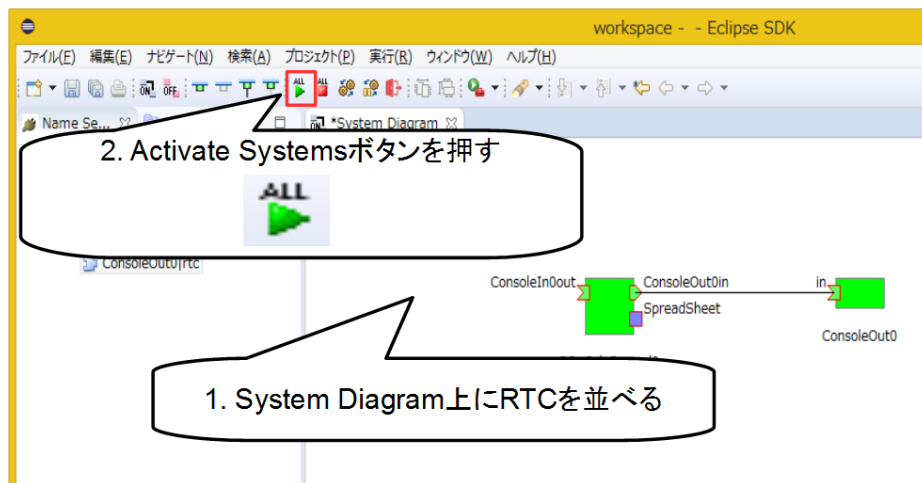 workspace - - Eclipse SDK
ファイル(F) 編集(E) ナビゲート(N) 検索(A) プロジェクト(P) 実行(R) ウィンドウ(W) ヘルプ(H)
ON OFF ALL ALL
Name Se... *System Diagram
2. Activate Systemsボタンを押す
ALL
ConsoleOut0|rtc
ConsoleIn0out ConsoleOut0in in
SpreadSheet
ConsoleOut0
1. System Diagram上にRTCを並べる